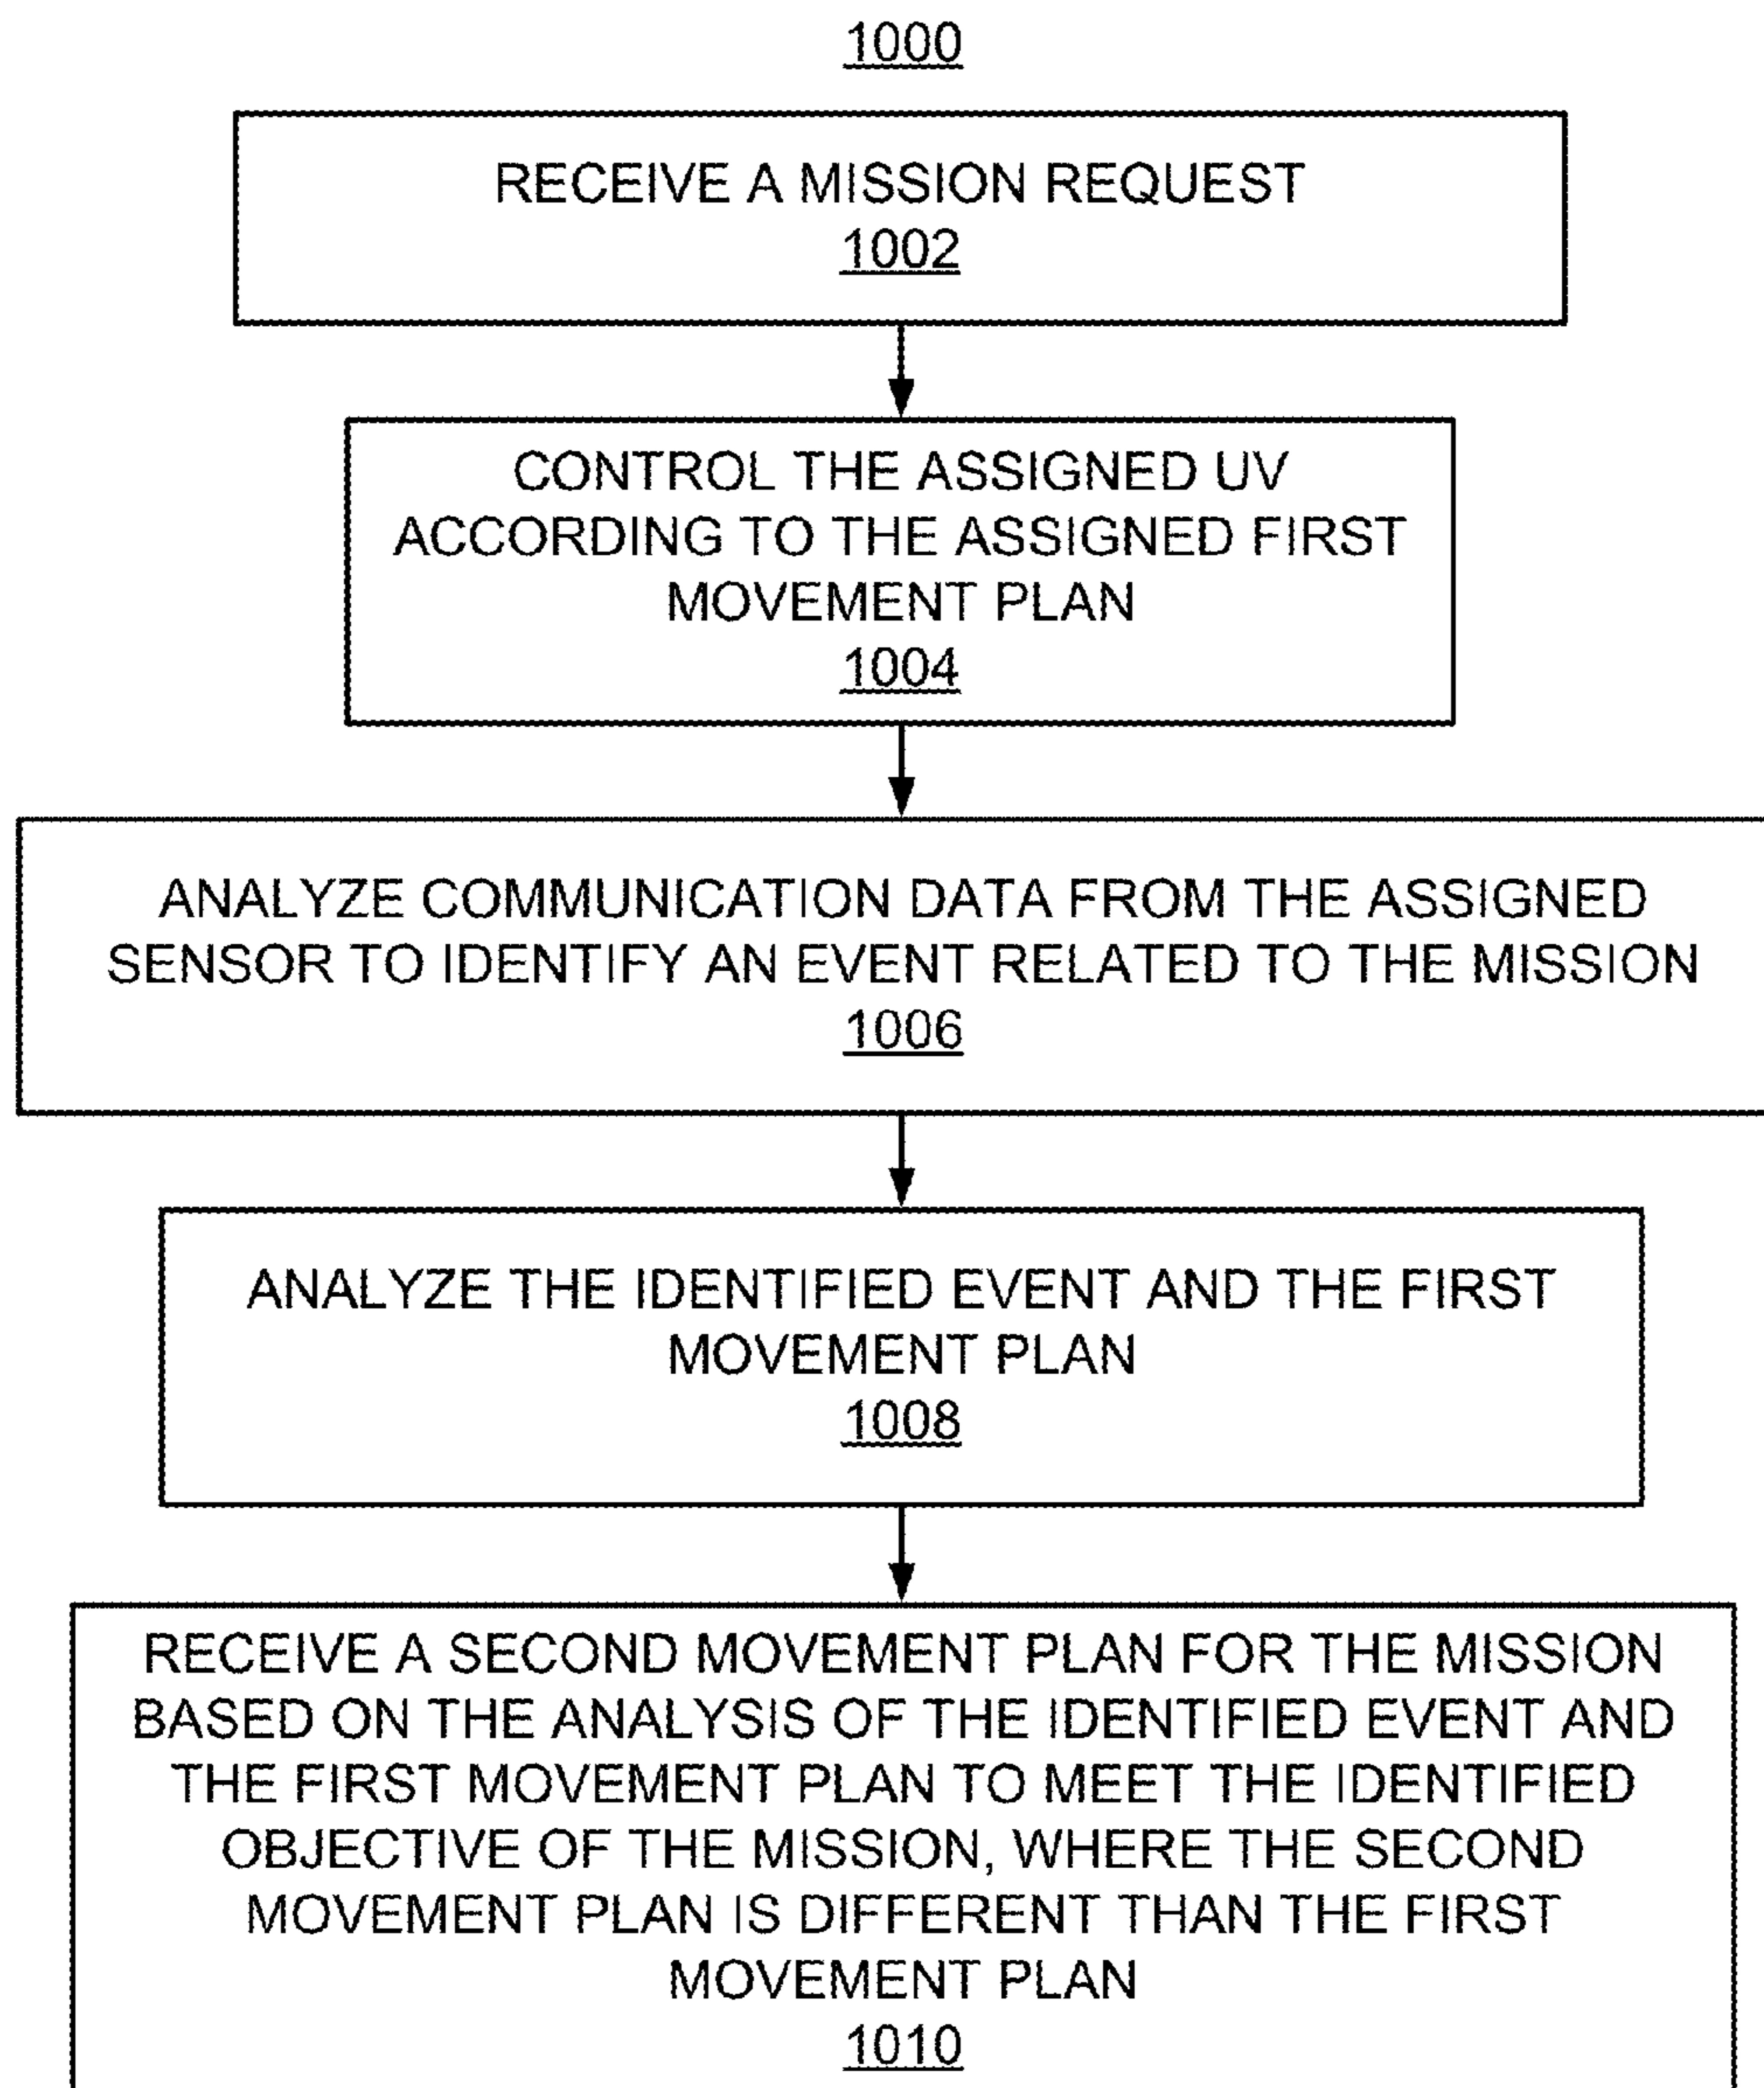 1000
RECEIVE A MISSION REQUEST
1002
CONTROL THE ASSIGNED UV
ACCORDING TO THE ASSIGNED FIRST
MOVEMENT PLAN
1004
ANALYZE COMMUNICATION DATA FROM THE ASSIGNED
SENSOR TO IDENTIFY AN EVENT RELATED TO THE MISSION
1006
ANALYZE THE IDENTIFIED EVENT AND THE FIRST
MOVEMENT PLAN
1008
RECEIVE A SECOND MOVEMENT PLAN FOR THE MISSION
BASED ON THE ANALYSIS OF THE IDENTIFIED EVENT AND
THE FIRST MOVEMENT PLAN TO MEET THE IDENTIFIED
OBJECTIVE OF THE MISSION, WHERE THE SECOND
MOVEMENT PLAN IS DIFFERENT THAN THE FIRST
MOVEMENT PLAN
1010